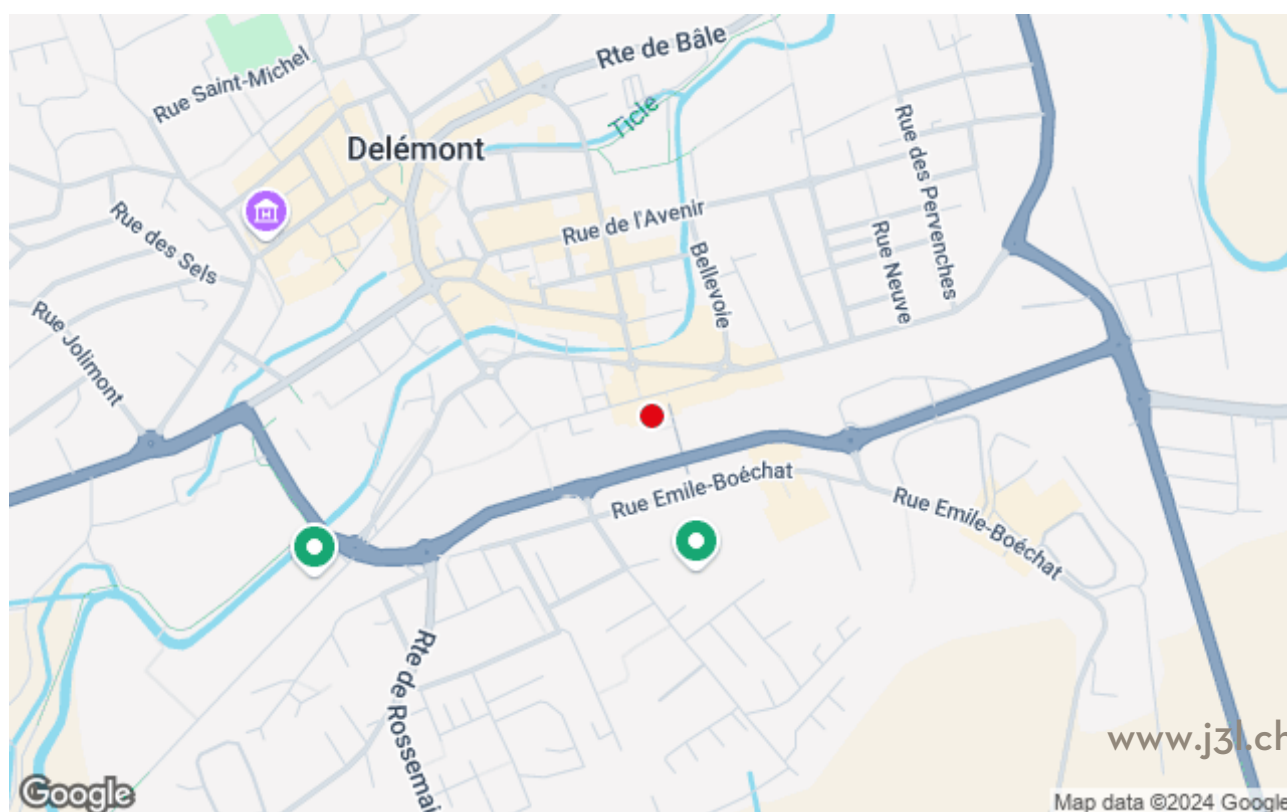 Rte de Bâle
Rue Saint-Michel
Ticle
Delémont
Rue des Pervenches
Rue de l'Avenir
Rue des Sels
Rue Neuve
Bellevoie
Rue Jolimont
Rue Emile-Boéchat
Rue Emile-Boéchat
Rte de Rossemai
www.j3l.ch
Google
Map data ©2024 Google